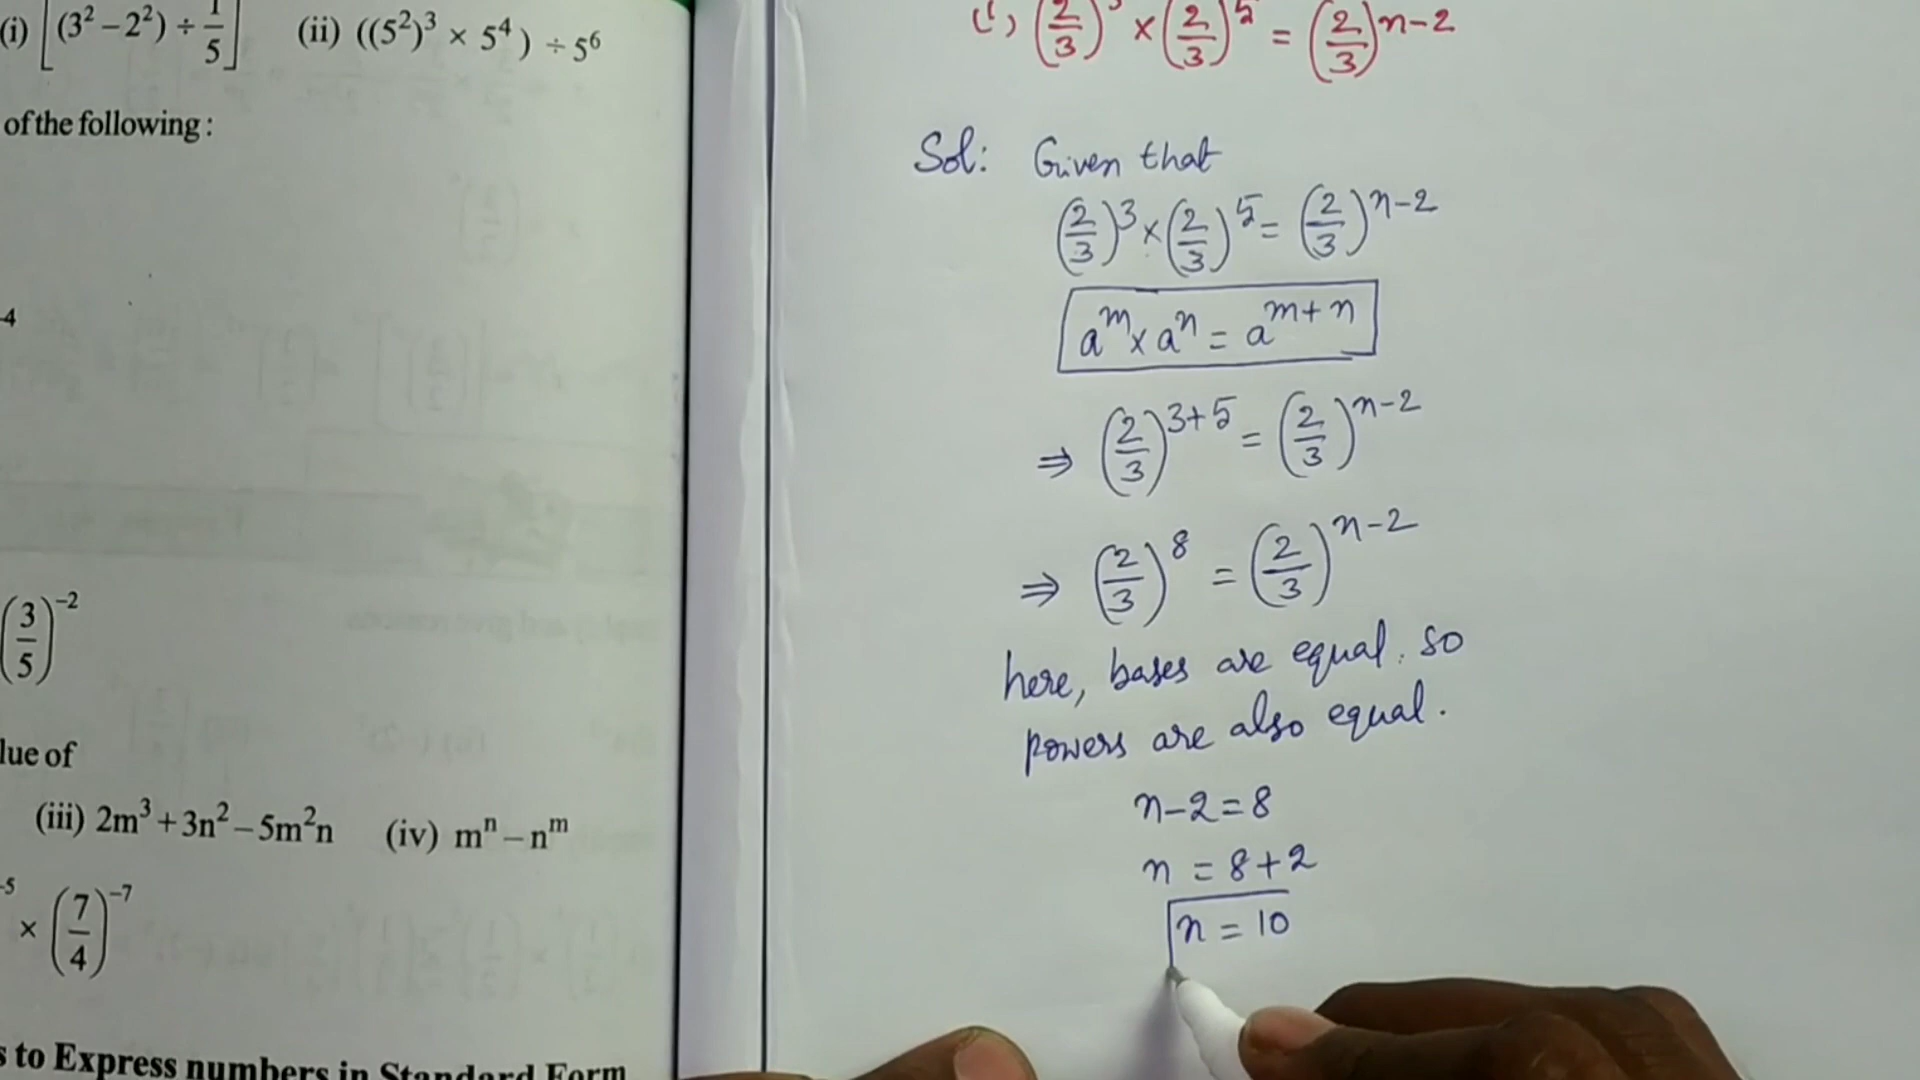 (i) [(3² – 2²) ÷ 1/5] (ii) ((5²)³ × 5⁴) ÷ 5⁶
of the following :
-4
(3/5)⁻²
lue of
(iii) 2m³ + 3n² – 5m²n (iv) mⁿ – nᵐ
-5 × (7/4)⁻⁷
s to Express numbers in Standard Form
(i) (2/3)³ × (2/3)⁵ = (2/3)ⁿ⁻²
Sol: Given that
(2/3)³ × (2/3)⁵ = (2/3)ⁿ⁻²
aᵐ × aⁿ = aᵐ⁺ⁿ
⇒ (2/3)³⁺⁵ = (2/3)ⁿ⁻²
⇒ (2/3)⁸ = (2/3)ⁿ⁻²
here, bases are equal. so
powers are also equal.
n–2=8
n = 8+2
n = 10